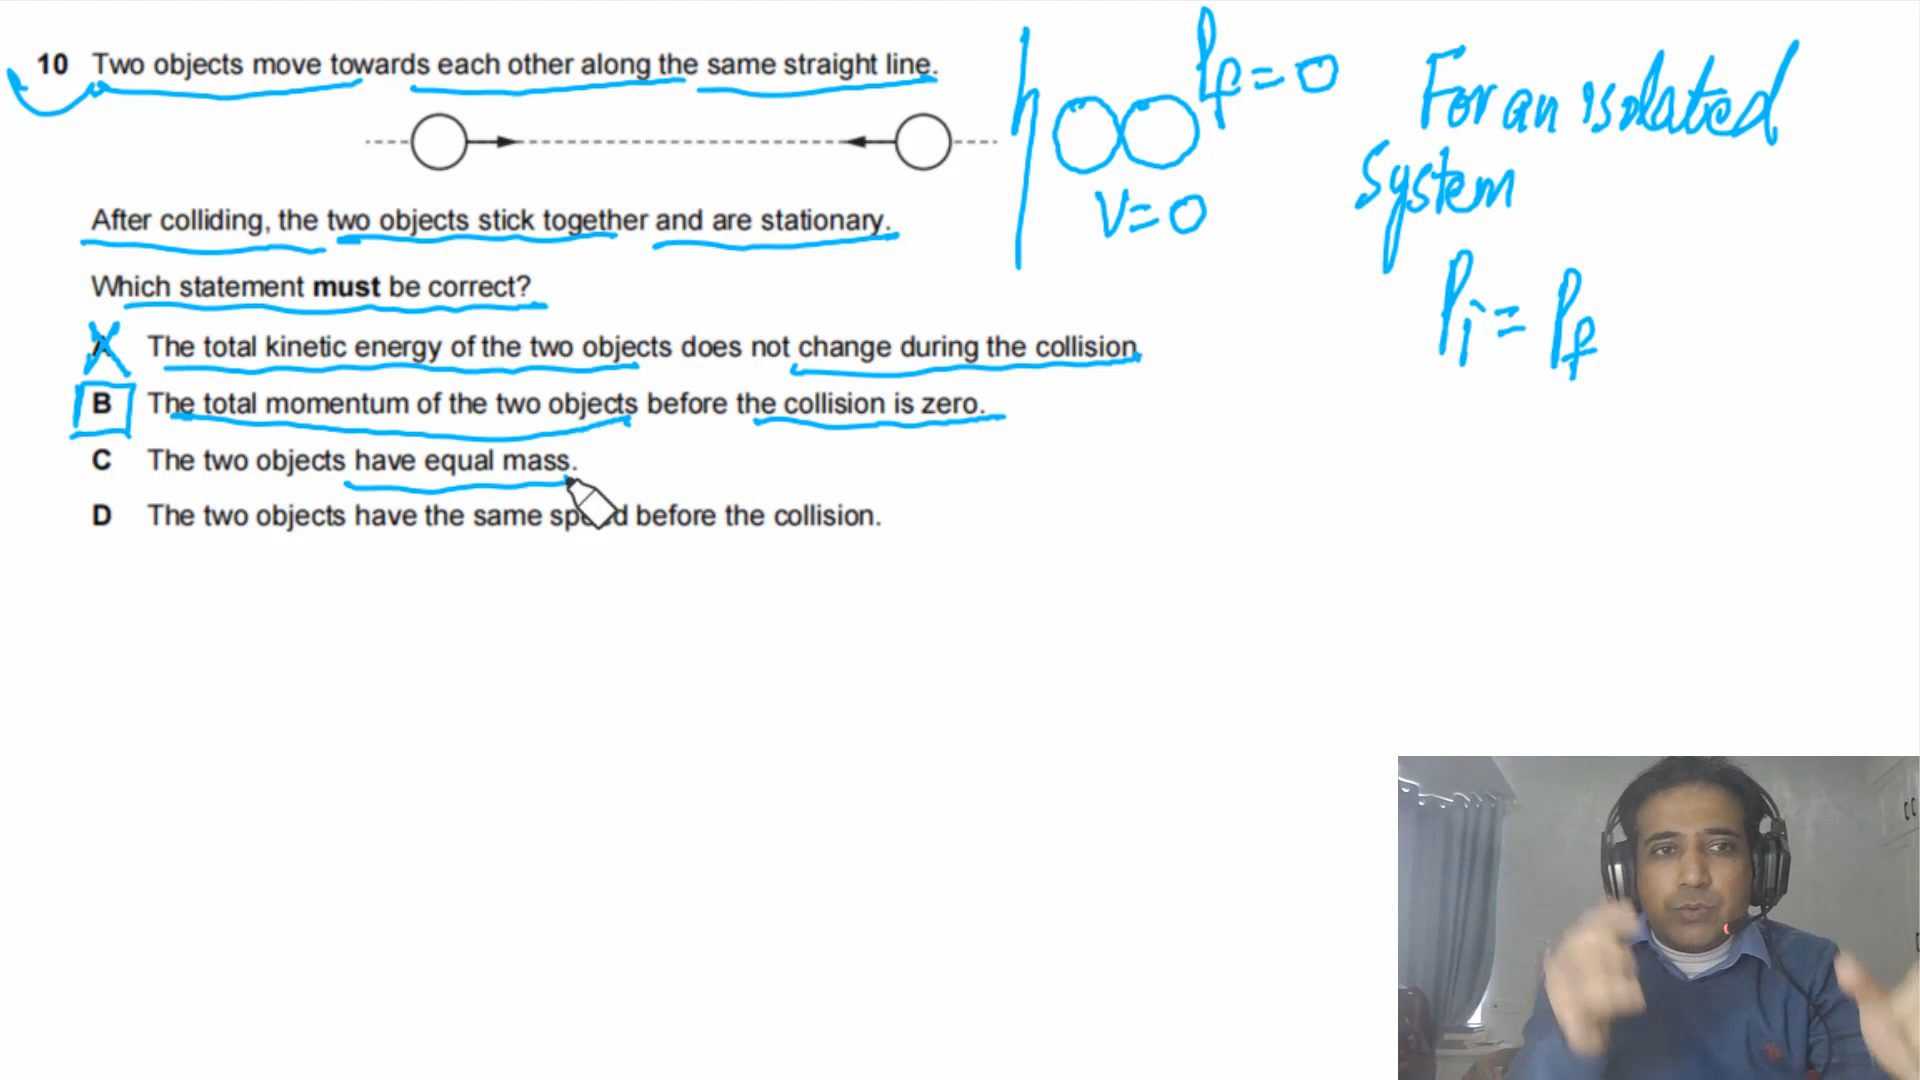 10 Two objects move towards each other along the same straight line.
After colliding, the two objects stick together and are stationary.
Which statement must be correct?
A The total kinetic energy of the two objects does not change during the collision.
B The total momentum of the two objects before the collision is zero.
C The two objects have equal mass.
D The two objects have the same speed before the collision.
Pf = 0
V = 0
For an isolated
system
Pi = Pf